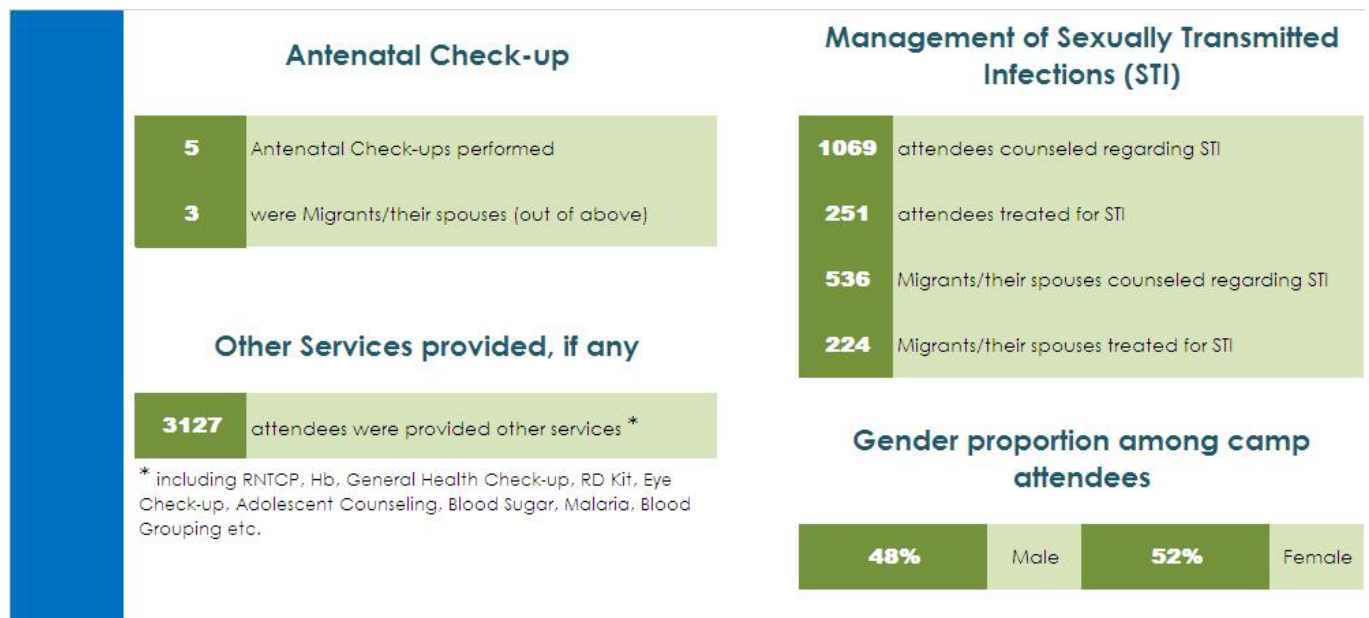 Antenatal Check-up
5 Antenatal Check-ups performed
3 were Migrants/their spouses (out of above)
Other Services provided, if any
3127 attendees were provided other services *
* including RNTCP, Hb, General Health Check-up, RD Kit, Eye
Check-up, Adolescent Counseling, Blood Sugar, Malaria, Blood
Grouping etc.
Management of Sexually Transmitted
Infections (STI)
1069 attendees counseled regarding STI
251 attendees treated for STI
536 Migrants/their spouses counseled regarding STI
224 Migrants/their spouses treated for STI
Gender proportion among camp
attendees
48% Male 52% Female